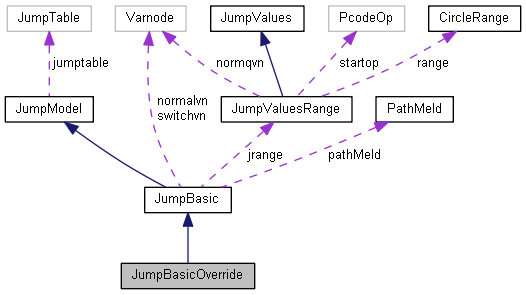 JumpTable Varnode JumpValues PcodeOp CircleRange
jumptable normqvn startop range
JumpModel normalvn JumpValuesRange PathMeld
switchvn
jrange pathMeld
JumpBasic
JumpBasicOverride